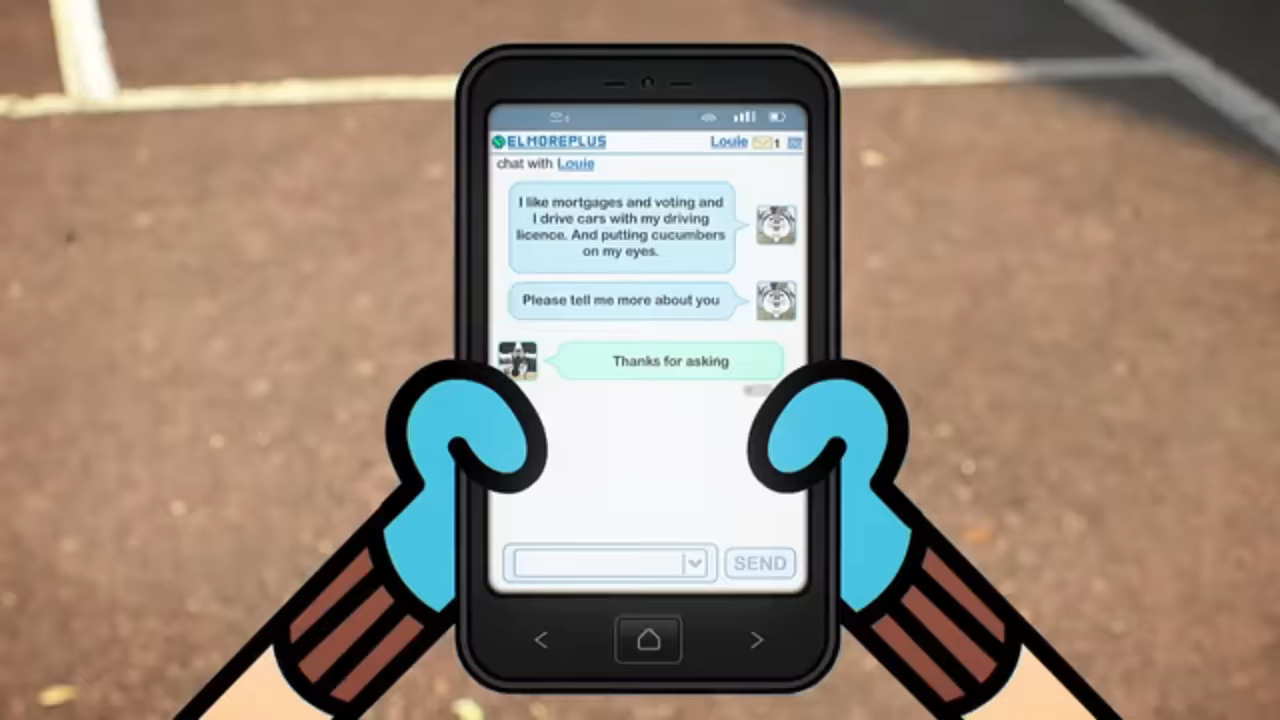 ELMOREPLUS
Louie 1
chat with Louie
I like mortgages and voting and
I drive cars with my driving
licence. And putting cucumbers
on my eyes.
Please tell me more about you
Thanks for asking
SEND